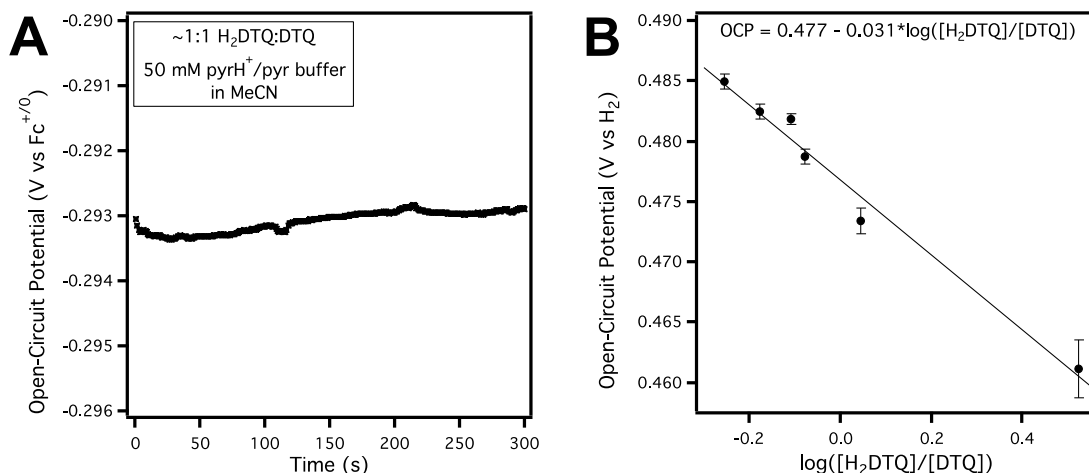 A
Open-Circuit Potential (V vs Fc⁺/⁰)
-0.290
-0.291
-0.292
-0.293
-0.294
-0.295
-0.296
~1:1 H₂DTQ:DTQ
50 mM pyrH⁺/pyr buffer
in MeCN
0 50 100 150 200 250 300
Time (s)
B
Open-Circuit Potential (V vs H₂)
0.490
0.485
0.480
0.475
0.470
0.465
0.460
OCP = 0.477 - 0.031*log([H₂DTQ]/[DTQ])
-0.2 0.0 0.2 0.4
log([H₂DTQ]/[DTQ])